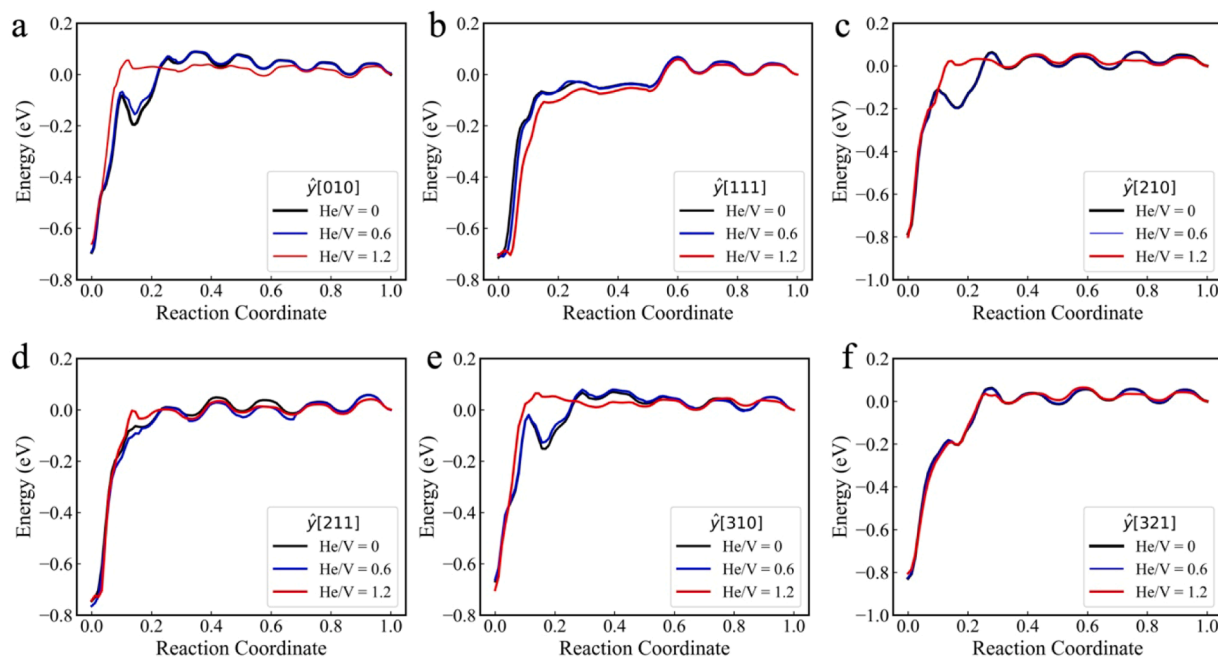 a
0.2
0.0
−0.2
−0.4
−0.6
−0.8
Energy (eV)
ŷ[010]
He/V = 0
He/V = 0.6
He/V = 1.2
0.0 0.2 0.4 0.6 0.8 1.0
Reaction Coordinate
b
0.2
0.0
−0.2
−0.4
−0.6
−0.8
Energy (eV)
ŷ[111]
He/V = 0
He/V = 0.6
He/V = 1.2
0.0 0.2 0.4 0.6 0.8 1.0
Reaction Coordinate
c
0.2
0.0
−0.2
−0.4
−0.6
−0.8
−1.0
Energy (eV)
ŷ[210]
He/V = 0
He/V = 0.6
He/V = 1.2
0.0 0.2 0.4 0.6 0.8 1.0
Reaction Coordinate
d
0.2
0.0
−0.2
−0.4
−0.6
−0.8
Energy (eV)
ŷ[211]
He/V = 0
He/V = 0.6
He/V = 1.2
0.0 0.2 0.4 0.6 0.8 1.0
Reaction Coordinate
e
0.2
0.0
−0.2
−0.4
−0.6
−0.8
Energy (eV)
ŷ[310]
He/V = 0
He/V = 0.6
He/V = 1.2
0.0 0.2 0.4 0.6 0.8 1.0
Reaction Coordinate
f
0.2
0.0
−0.2
−0.4
−0.6
−0.8
−1.0
Energy (eV)
ŷ[321]
He/V = 0
He/V = 0.6
He/V = 1.2
0.0 0.2 0.4 0.6 0.8 1.0
Reaction Coordinate